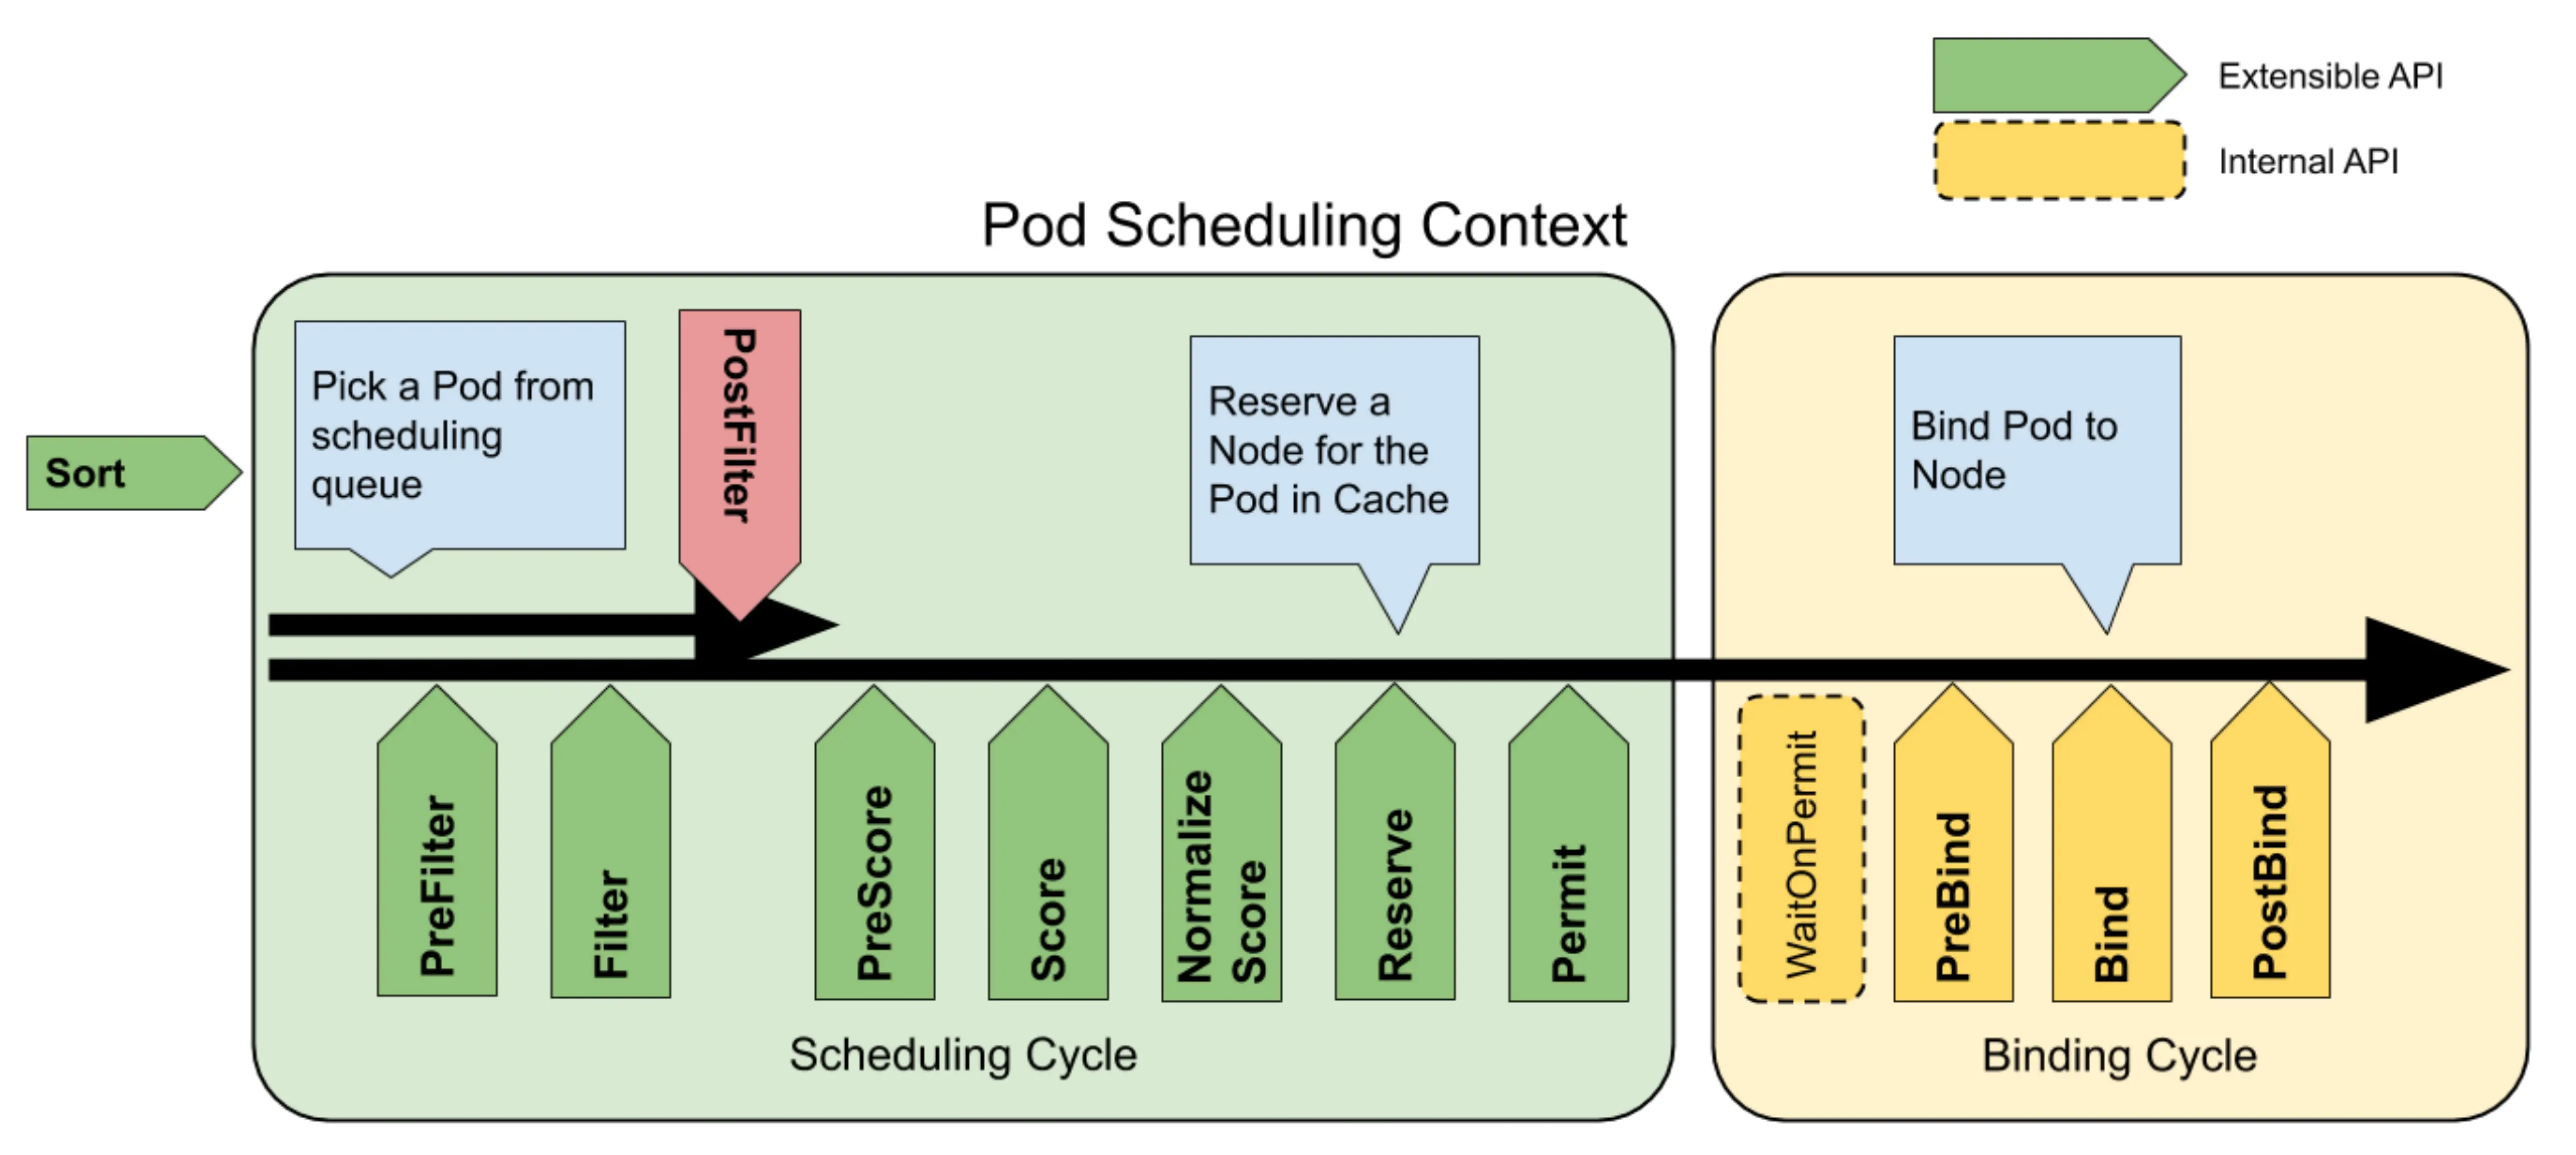 Extensible API
Internal API
Pod Scheduling Context
Pick a Pod from
scheduling
queue
PostFilter
Reserve a
Node for the
Pod in Cache
Bind Pod to
Node
Sort
PreFilter
Filter
PreScore
Score
Normalize
Score
Reserve
Permit
WaitOnPermit
PreBind
Bind
PostBind
Scheduling Cycle
Binding Cycle